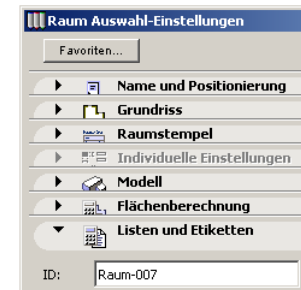 Raum Auswahl-Einstellungen
Favoriten...
Name und Positionierung
Grundriss
Raumstempel
Individuelle Einstellungen
Modell
Flächenberechnung
Listen und Etiketten
ID: Raum-007